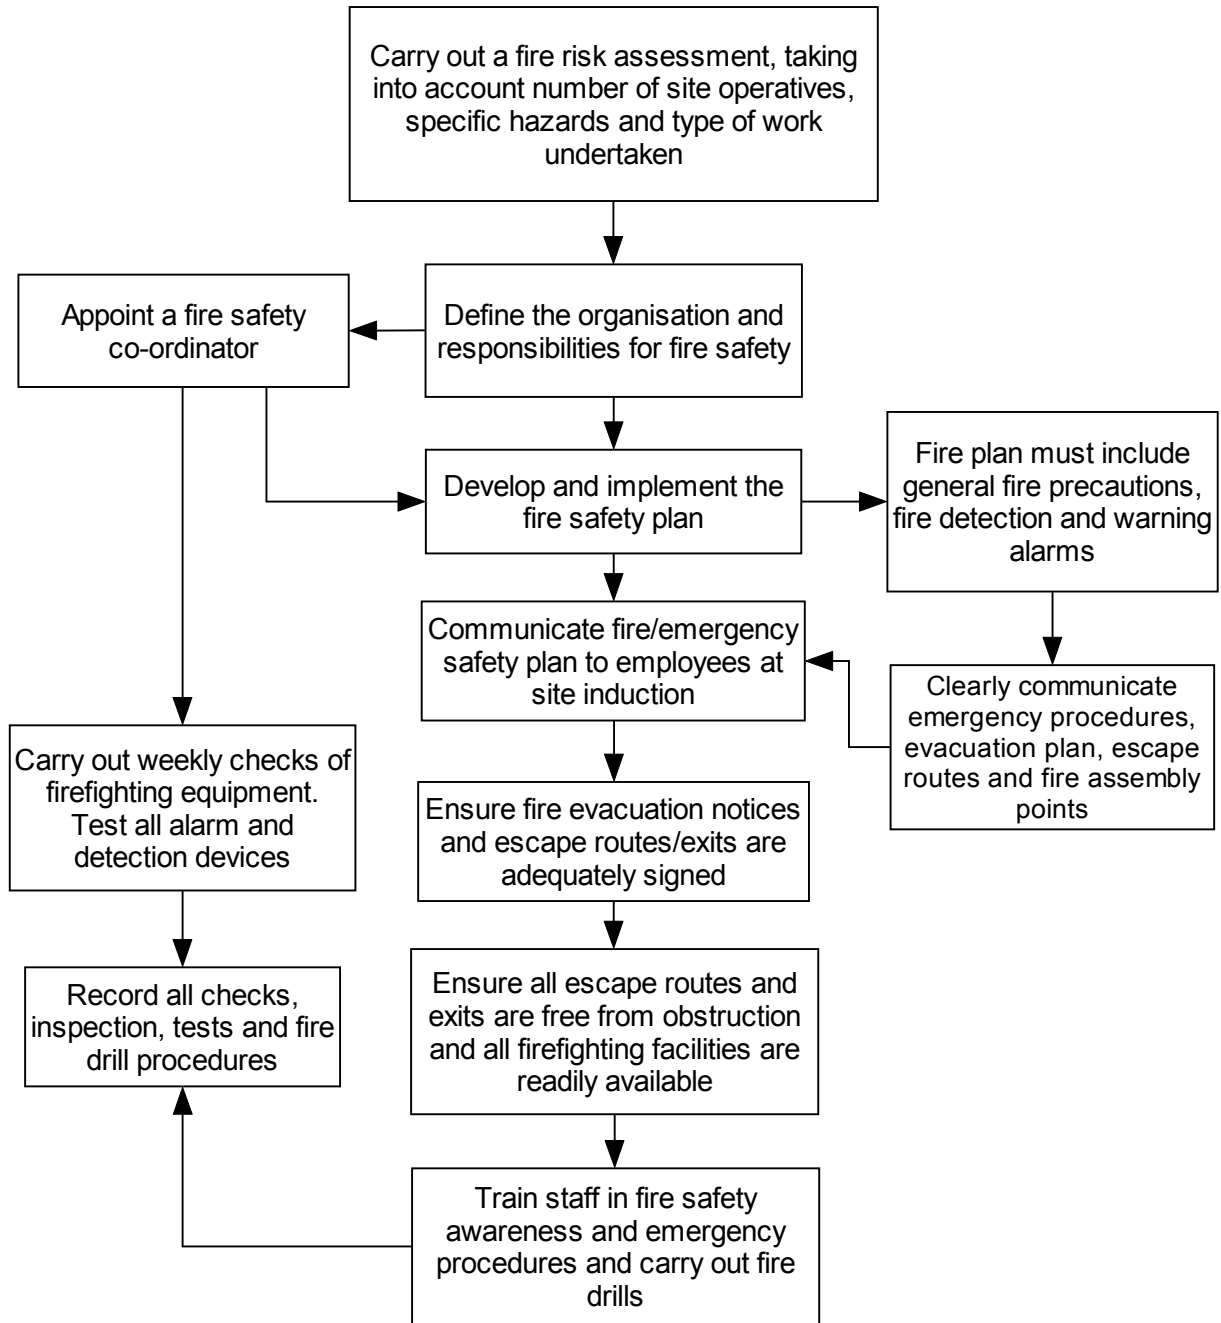 Carry out a fire risk assessment, taking
into account number of site operatives,
specific hazards and type of work
undertaken
Appoint a fire safety
co-ordinator
Define the organisation and
responsibilities for fire safety
Develop and implement the
fire safety plan
Fire plan must include
general fire precautions,
fire detection and warning
alarms
Communicate fire/emergency
safety plan to employees at
site induction
Clearly communicate
emergency procedures,
evacuation plan, escape
routes and fire assembly
points
Carry out weekly checks of
firefighting equipment.
Test all alarm and
detection devices
Ensure fire evacuation notices
and escape routes/exits are
adequately signed
Record all checks,
inspection, tests and fire
drill procedures
Ensure all escape routes and
exits are free from obstruction
and all firefighting facilities are
readily available
Train staff in fire safety
awareness and emergency
procedures and carry out fire
drills